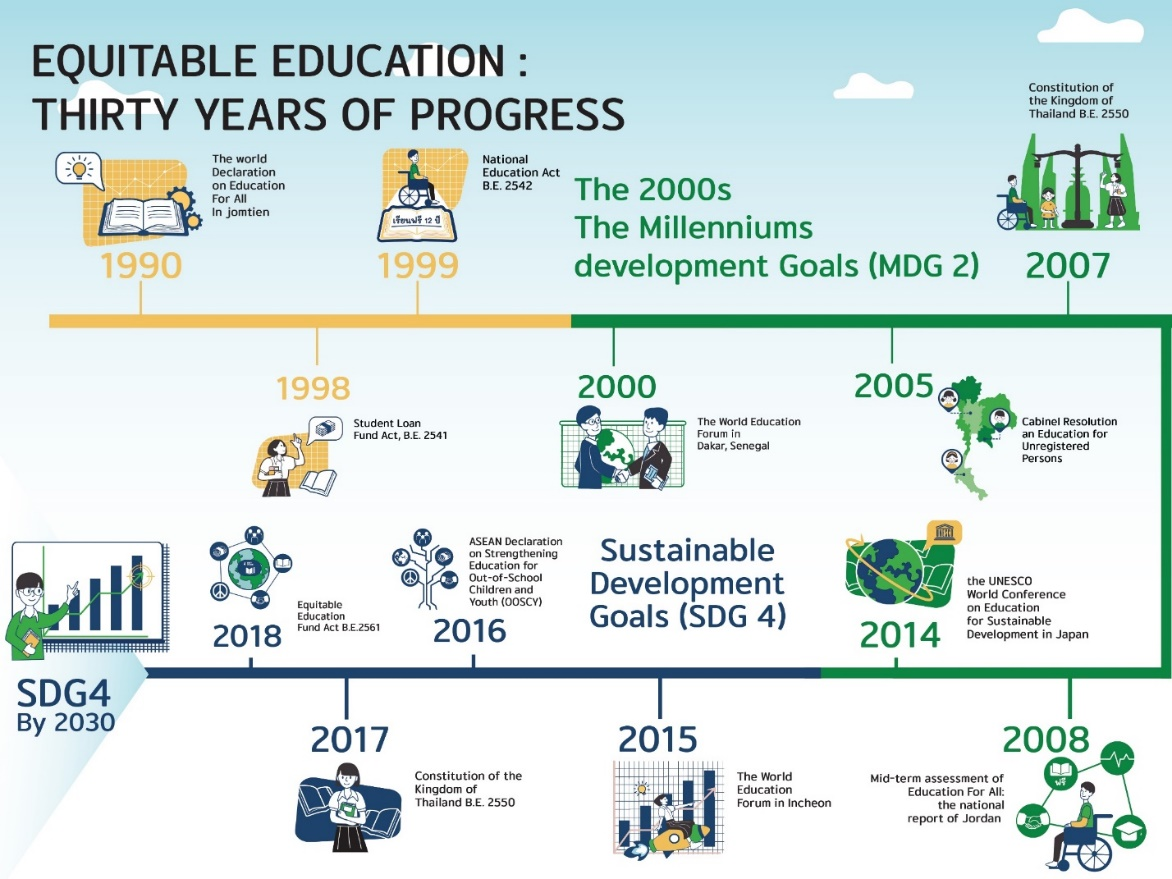 EQUITABLE EDUCATION :
THIRTY YEARS OF PROGRESS
The world
Declaration
on Education
For All
In jomtien
1990
เรียนฟรี 12 ปี
National
Education Act
B.E. 2542
1999
The 2000s
The Millenniums
development Goals (MDG 2)
Constitution of
the Kingdom of
Thailand B.E. 2550
2007
1998
Student Loan
Fund Act, B.E. 2541
2000
The World Education
Forum in
Dakar, Senegal
2005
Cabinel Resolution
an Education for
Unregistered
Persons
2014
the UNESCO
World Conference
on Education
for Sustainable
Development in Japan
2008
Mid-term assessment of
Education For All:
the national
report of Jordan
ฟรี
Sustainable
Development
Goals (SDG 4)
2015
The World
Education
Forum in Incheon
ASEAN Declaration
on Strengthening
Education for
Out-of-School
Children and
Youth (OOSCY)
2016
2017
Constitution of the
Kingdom of
Thailand B.E. 2550
Equitable
Education
Fund Act B.E.2561
2018
SDG4
By 2030